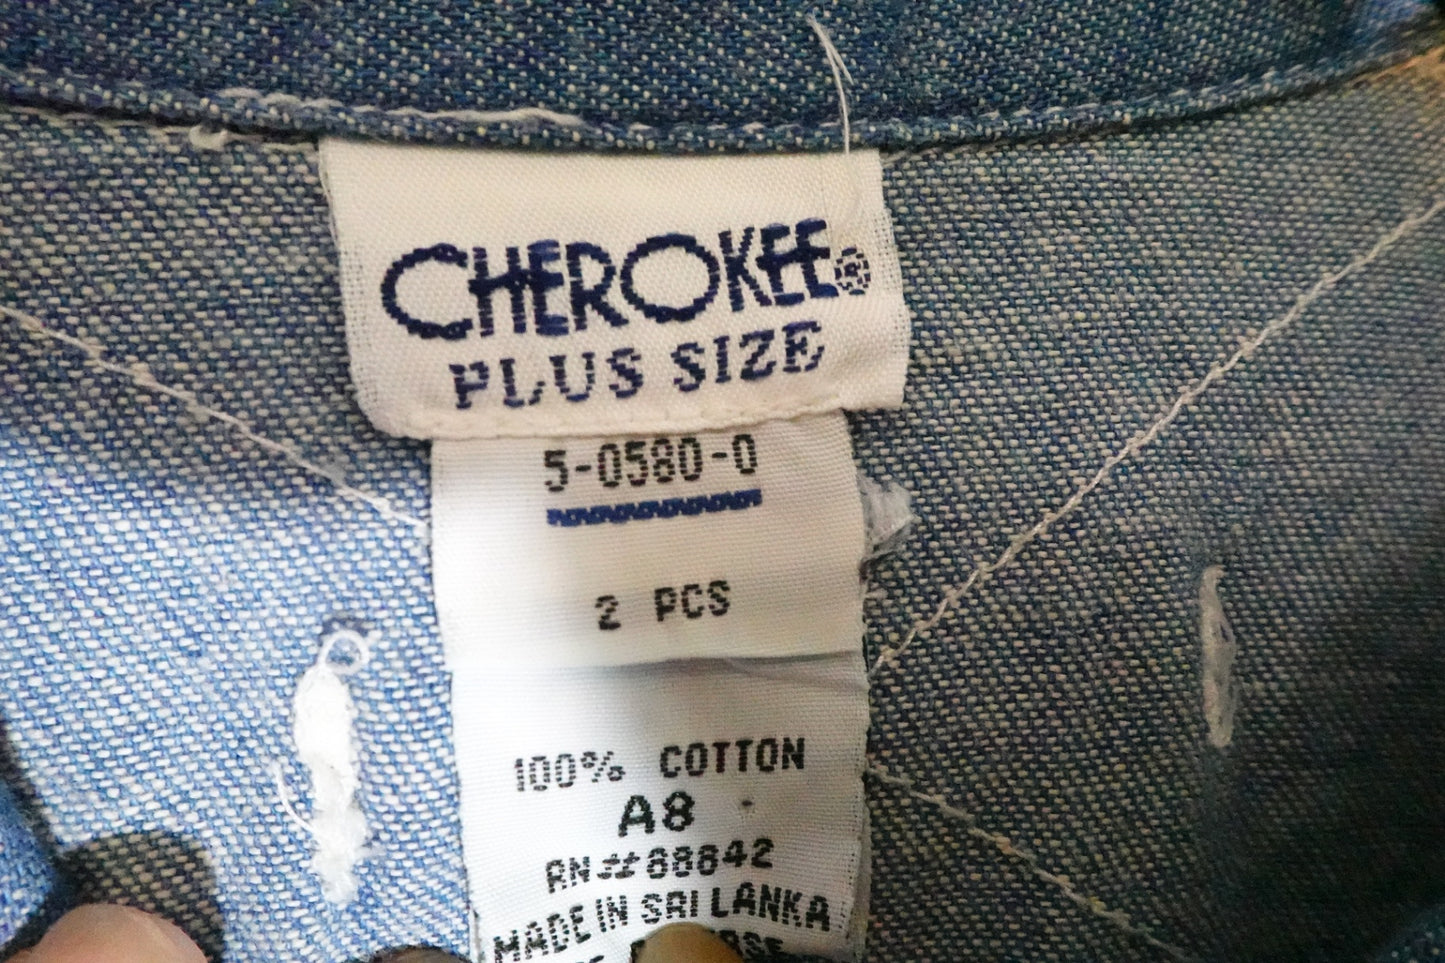 CHEROKEE®
PLUS SIZE
5-0580-0
2 PCS
100% COTTON
A8
RN#88842
MADE IN SRI LANKA